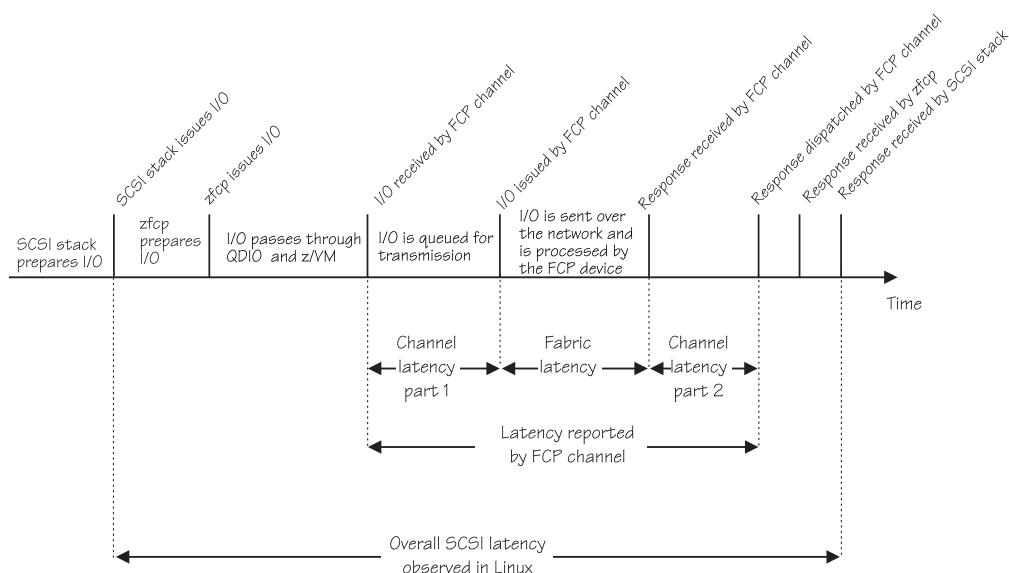 SCSI stack issues I/O
zfcp issues I/O
I/O received by FCP channel
I/O issued by FCP channel
Response received by FCP channel
Response dispatched by FCP channel
Response received by zfcp
Response received by SCSI stack
SCSI stack
prepares I/O
zfcp
prepares
I/O
I/O passes through
QDIO and z/VM
I/O is queued for
transmission
I/O is sent over
the network and
is processed by
the FCP device
Time
Channel
latency
part 1
Fabric
latency
Channel
latency
part 2
Latency reported
by FCP channel
Overall SCSI latency
observed in Linux